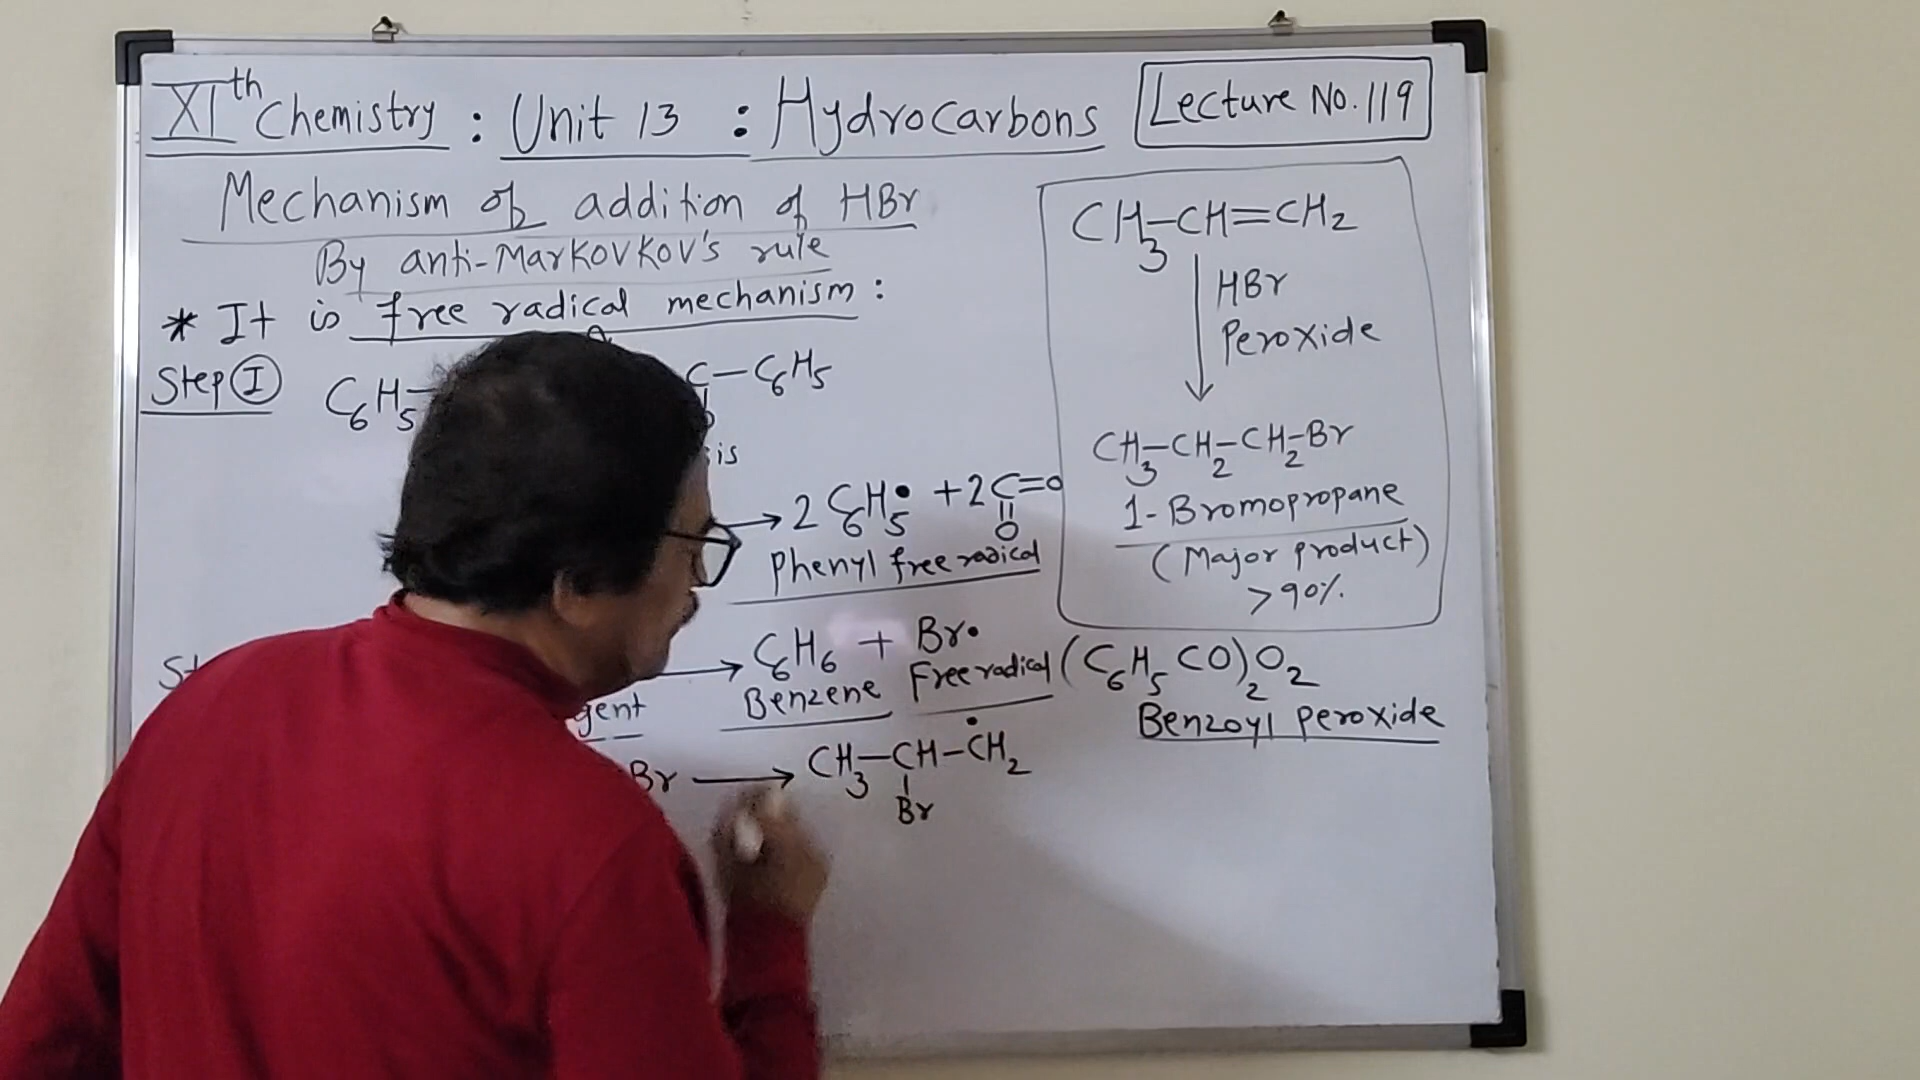 XIth Chemistry : Unit 13 : Hydrocarbons
Lecture No. 119
Mechanism of addition of HBr
By anti-Markovkov's rule
* It is free radical mechanism :
Step I C6H5– C–C6H5
is
→ 2 C6H5• + 2 C=O
O
Phenyl free radical
→ C6H6 + Br•
Benzene Free radical
gent
Br → CH3–CH–ĊH2
Br
CH3–CH=CH2
HBr
Peroxide
CH3–CH2–CH2–Br
1-Bromopropane
(Major product)
>90%
(C6H5CO)2O2
Benzoyl Peroxide